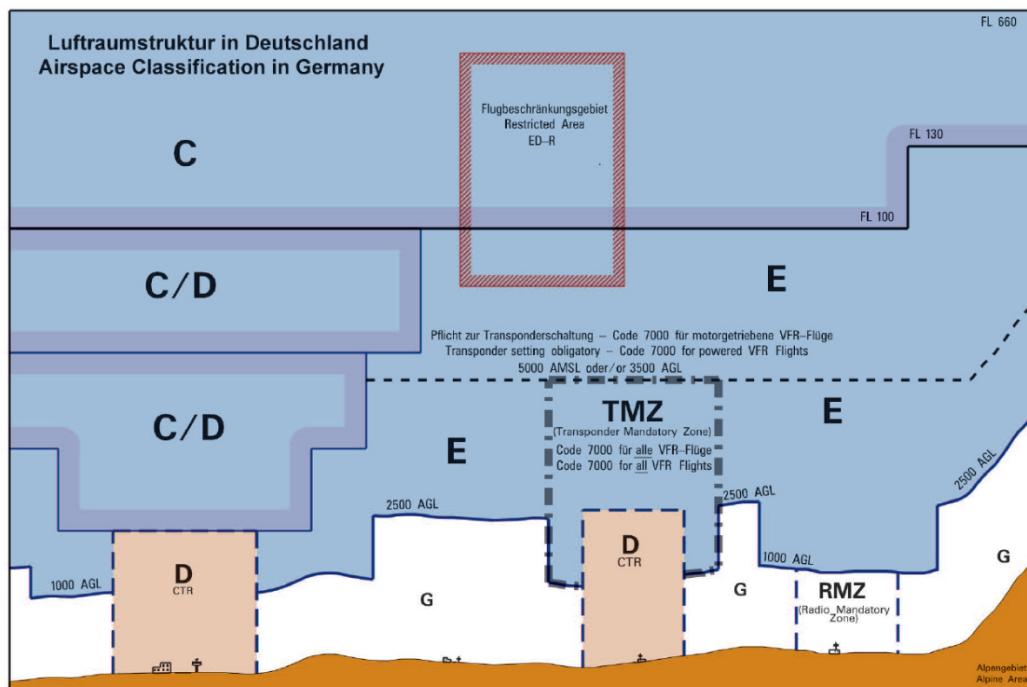 FL 660
Luftraumstruktur in Deutschland
Airspace Classification in Germany
Flugbeschränkungsgebiet
Restricted Area
ED–R
C
FL 130
FL 100
C/D
E
Pflicht zur Transponderschaltung – Code 7000 für motorgetriebene VFR–Flüge
Transponder setting obligatory – Code 7000 for powered VFR Flights
5000 AMSL oder/or 3500 AGL
C/D
E
TMZ
(Transponder Mandatory Zone)
Code 7000 für alle VFR–Flüge
Code 7000 for all VFR Flights
E
2500 AGL
2500 AGL
2500 AGL
D
CTR
1000 AGL
G
D
CTR
G
1000 AGL
RMZ
(Radio Mandatory
Zone)
G
Alpengebiet
Alpine Area